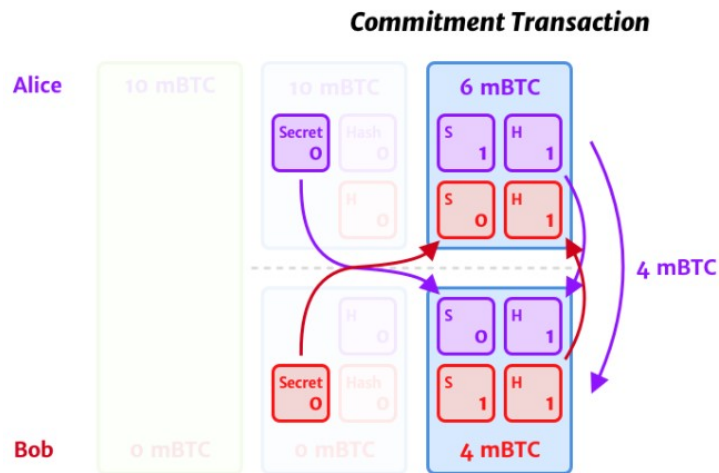 Commitment Transaction
Alice 10 mBTC 10 mBTC 6 mBTC
Secret 0 Hash 0 S 1 H 1
H 0 S 0 H 1
4 mBTC
H 0 S 0 H 1
Secret 0 Hash 0 S 1 H 1
Bob 0 mBTC 0 mBTC 4 mBTC